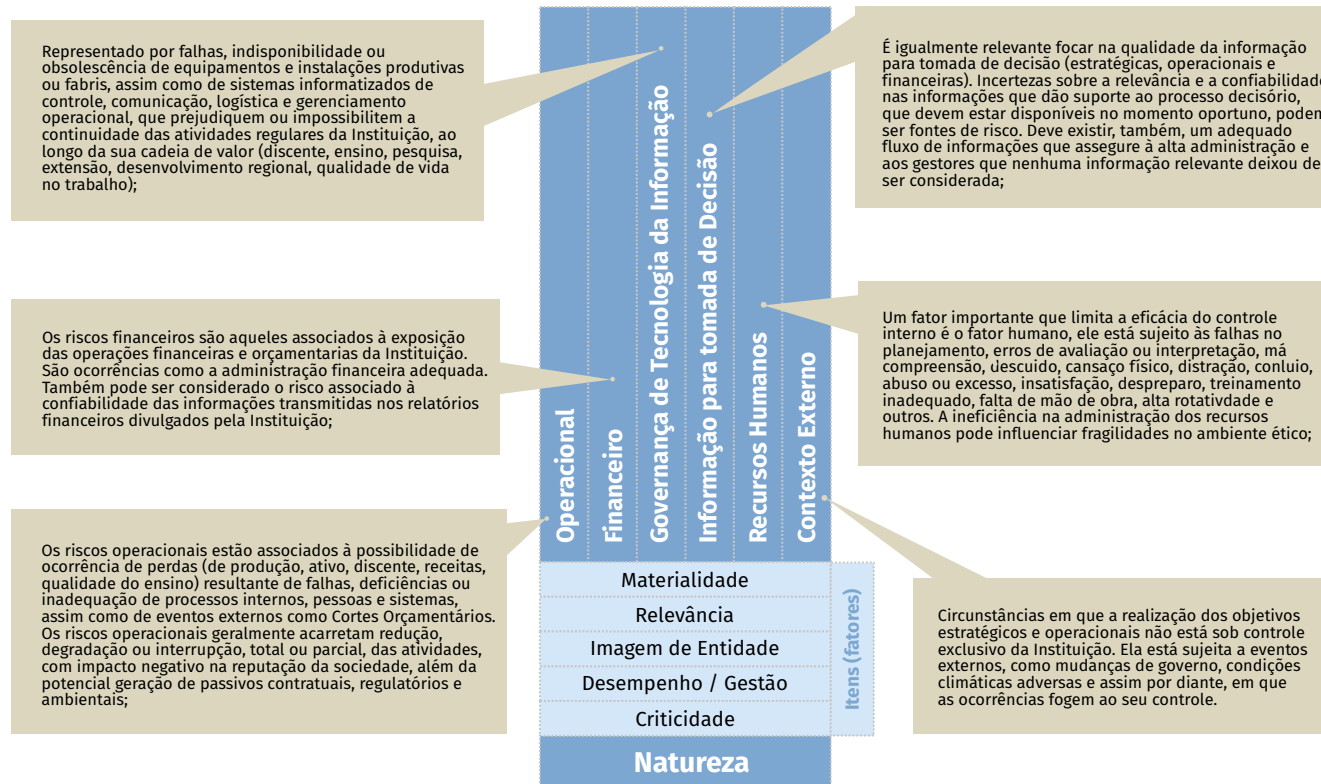 Representado por falhas, indisponibilidade ou
obsolescência de equipamentos e instalações produtivas
ou fabris, assim como de sistemas informatizados de
controle, comunicação, logística e gerenciamento
operacional, que prejudiquem ou impossibilitem a
continuidade das atividades regulares da Instituição, ao
longo da sua cadeia de valor (discente, ensino, pesquisa,
extensão, desenvolvimento regional, qualidade de vida
no trabalho);
Os riscos financeiros são aqueles associados à exposição
das operações financeiras e orçamentarias da Instituição.
São ocorrências como a administração financeira adequada.
Também pode ser considerado o risco associado à
confiabilidade das informações transmitidas nos relatórios
financeiros divulgados pela Instituição;
Os riscos operacionais estão associados à possibilidade de
ocorrência de perdas (de produção, ativo, discente, receitas,
qualidade do ensino) resultante de falhas, deficiências ou
inadequação de processos internos, pessoas e sistemas,
assim como de eventos externos como Cortes Orçamentários.
Os riscos operacionais geralmente acarretam redução,
degradação ou interrupção, total ou parcial, das atividades,
com impacto negativo na reputação da sociedade, além da
potencial geração de passivos contratuais, regulatórios e
ambientais;
Operacional
Financeiro
Governança de Tecnologia da Informação
Informação para tomada de Decisão
Recursos Humanos
Contexto Externo
Materialidade
Relevância
Imagem de Entidade
Desempenho / Gestão
Criticidade
Itens (fatores)
Natureza
É igualmente relevante focar na qualidade da informação
para tomada de decisão (estratégicas, operacionais e
financeiras). Incertezas sobre a relevância e a confiabilidade
nas informações que dão suporte ao processo decisório,
que devem estar disponíveis no momento oportuno, podem
ser fontes de risco. Deve existir, também, um adequado
fluxo de informações que assegure à alta administração e
aos gestores que nenhuma informação relevante deixou de
ser considerada;
Um fator importante que limita a eficácia do controle
interno é o fator humano, ele está sujeito às falhas no
planejamento, erros de avaliação ou interpretação, má
compreensão, descuido, cansaço físico, distração, conluio,
abuso ou excesso, insatisfação, despreparo, treinamento
inadequado, falta de mão de obra, alta rotatividade e
outros. A ineficiência na administração dos recursos
humanos pode influenciar fragilidades no ambiente ético;
Circunstâncias em que a realização dos objetivos
estratégicos e operacionais não está sob controle
exclusivo da Instituição. Ela está sujeita a eventos
externos, como mudanças de governo, condições
climáticas adversas e assim por diante, em que
as ocorrências fogem ao seu controle.